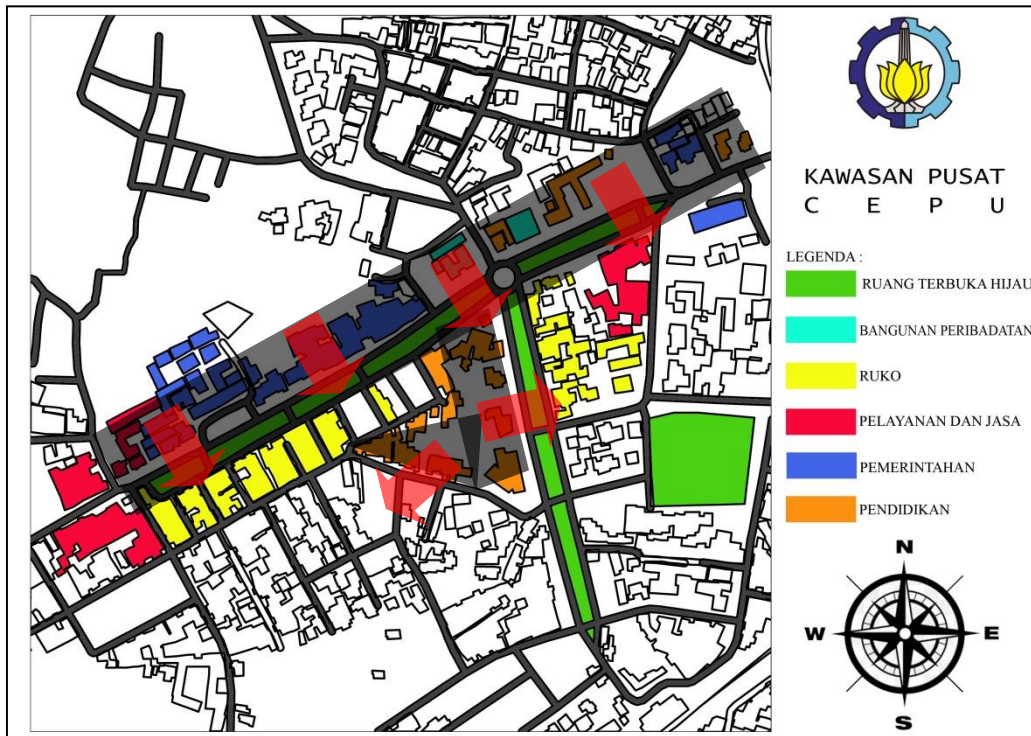 KAWASAN PUSAT
C E P U
LEGENDA :
RUANG TERBUKA HIJAU
BANGUNAN PERIBADATAN
RUKO
PELAYANAN DAN JASA
PEMERINTAHAN
PENDIDIKAN
N
W E
S